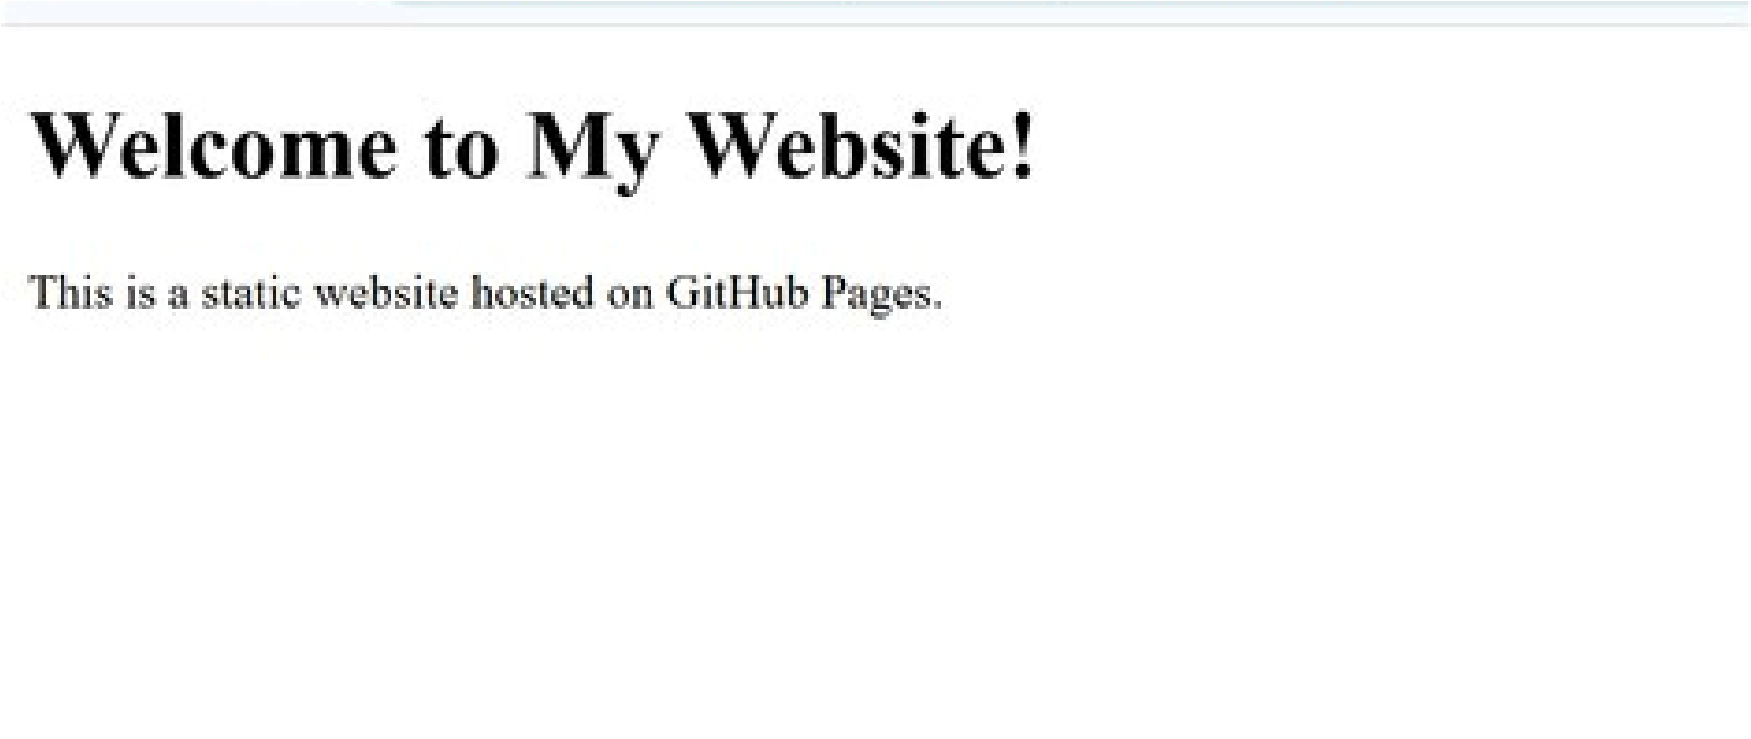 Welcome to My Website!
This is a static website hosted on GitHub Pages.